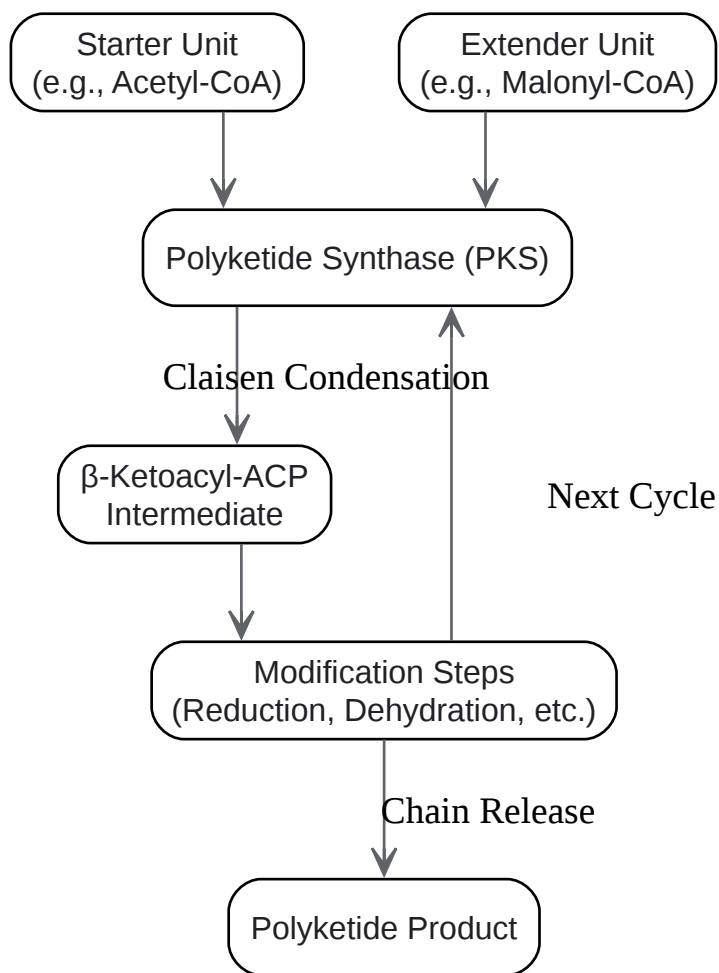 Starter Unit
(e.g., Acetyl-CoA)
Extender Unit
(e.g., Malonyl-CoA)
Polyketide Synthase (PKS)
Claisen Condensation
β-Ketoacyl-ACP
Intermediate
Next Cycle
Modification Steps
(Reduction, Dehydration, etc.)
Chain Release
Polyketide Product